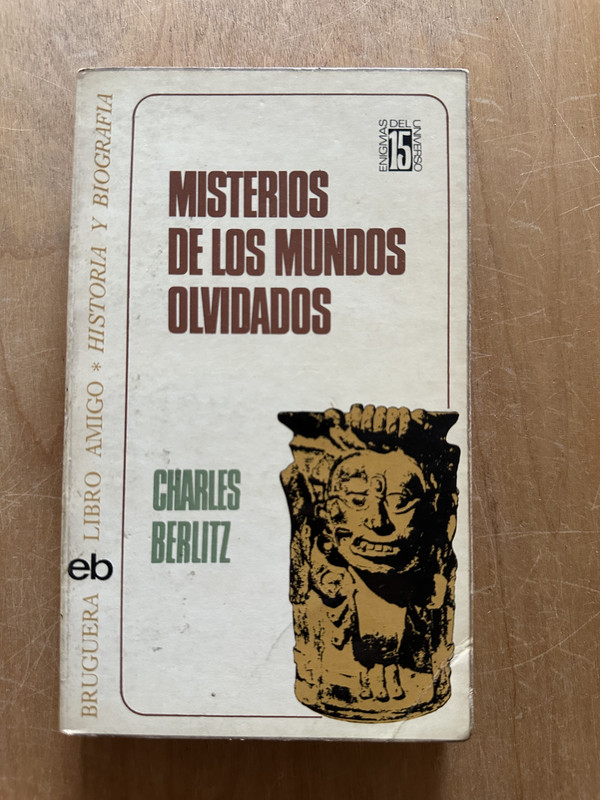 ENIGMAS DEL UNIVERSO
15
MISTERIOS
DE LOS MUNDOS
OLVIDADOS
CHARLES
BERLITZ
BRUGUERA eb LIBRO AMIGO * HISTORIA Y BIOGRAFIA